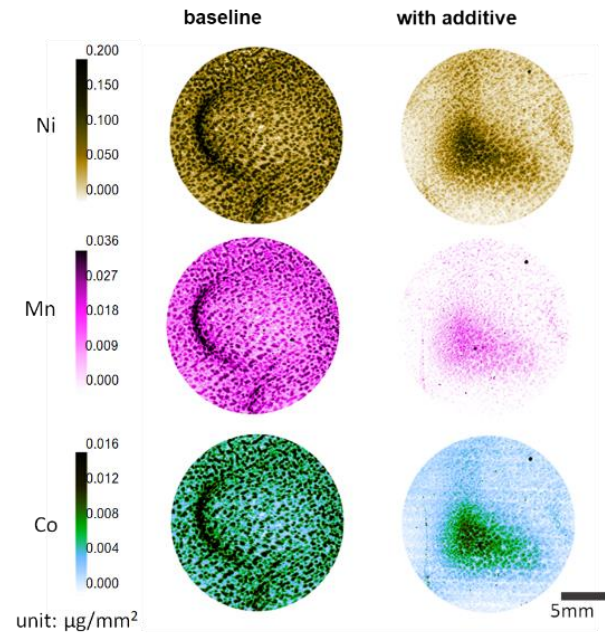 baseline
with additive
Ni
0.200
0.150
0.100
0.050
0.000
Mn
0.036
0.027
0.018
0.009
0.000
Co
0.016
0.012
0.008
0.004
0.000
unit: µg/mm²
5mm